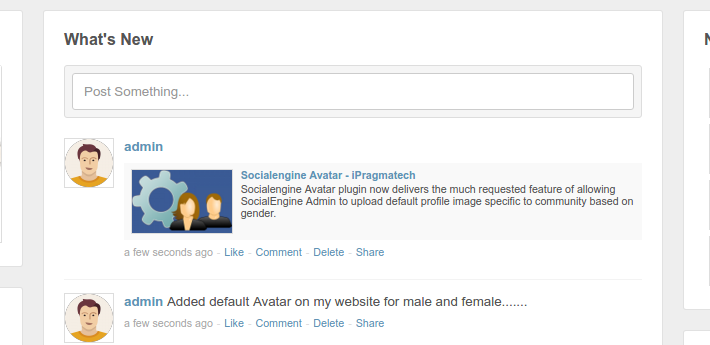 What's New
Post Something...
admin
Socialengine Avatar - iPragmatech
Socialengine Avatar plugin now delivers the much requested feature of allowing
SocialEngine Admin to upload default profile image specific to community based on
gender.
a few seconds ago - Like - Comment - Delete - Share
admin Added default Avatar on my website for male and female.......
a few seconds ago - Like - Comment - Delete - Share